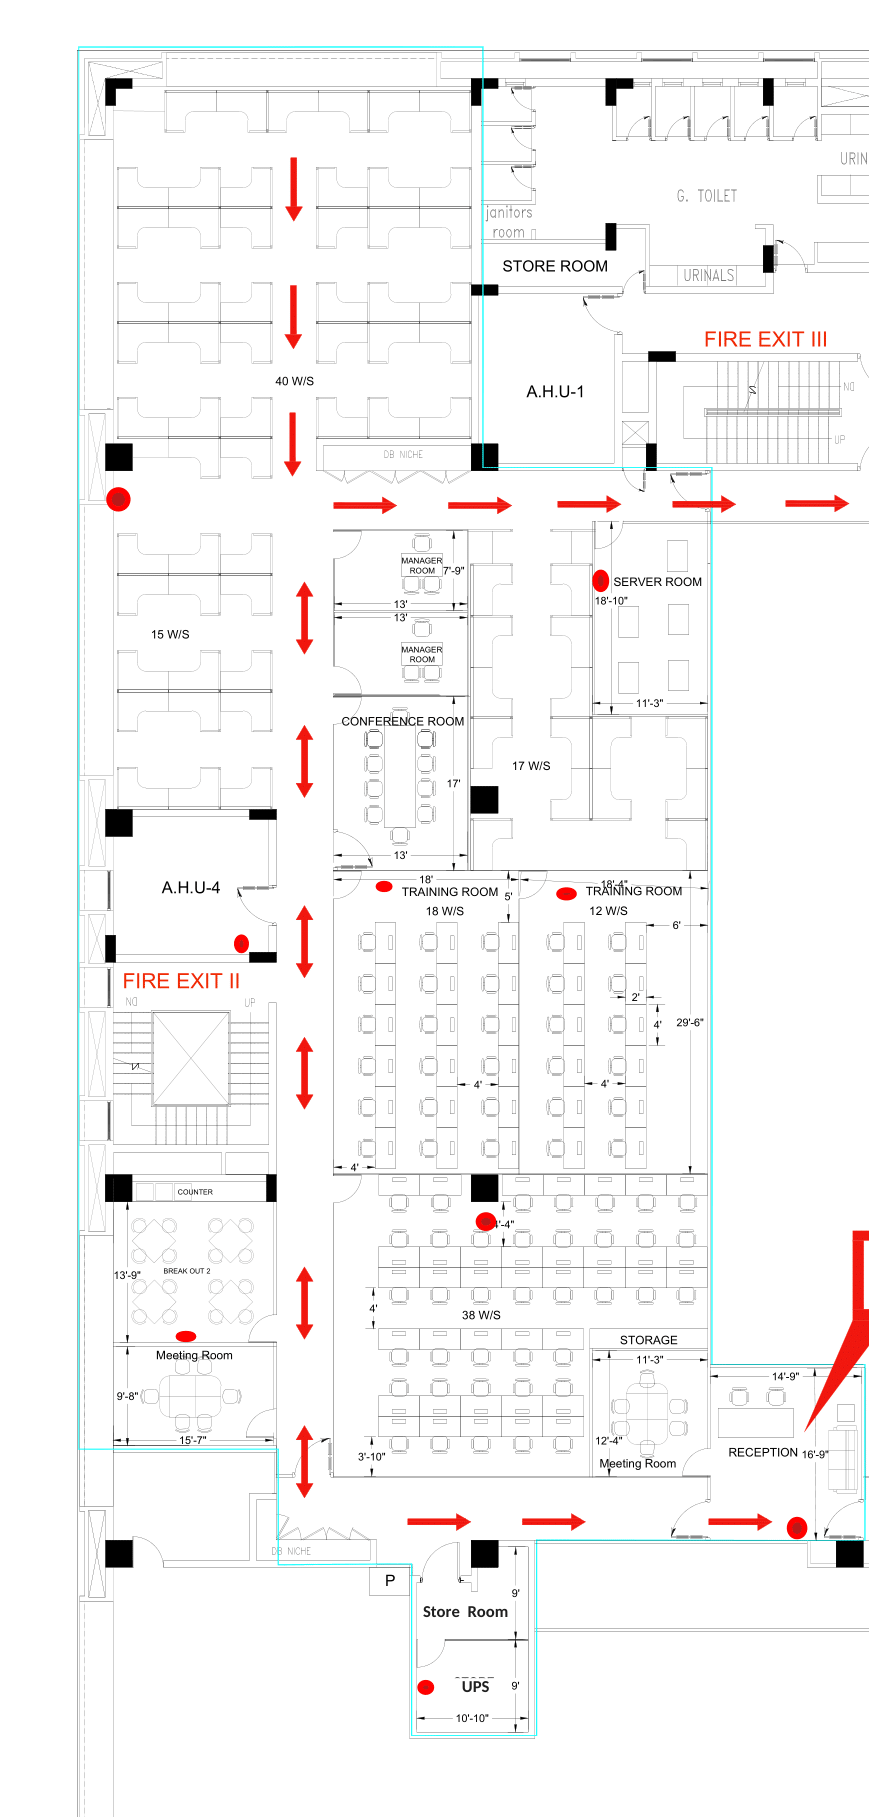 URIN
G. TOILET
janitors
room
STORE ROOM
URINALS
FIRE EXIT III
40 W/S
A.H.U-1
DN
UP
DB NICHE
MANAGER
ROOM
7'-9"
SERVER ROOM
18'-10"
13'
13'
15 W/S
MANAGER
ROOM
11'-3"
CONFERENCE ROOM
17 W/S
17'
13'
18'
18'-4"
A.H.U-4
TRAINING ROOM
5'
TRAINING ROOM
18 W/S
12 W/S
6'
FIRE EXIT II
DN
UP
2'
4'
29'-6"
4'
4'
4'
COUNTER
4'-4"
BREAK OUT 2
13'-9"
4'
38 W/S
STORAGE
Meeting Room
11'-3"
14'-9"
9'-8"
15'-7"
3'-10"
12'-4"
Meeting Room
RECEPTION
16'-9"
DB NICHE
P
9'
Store Room
UPS
9'
10'-10"